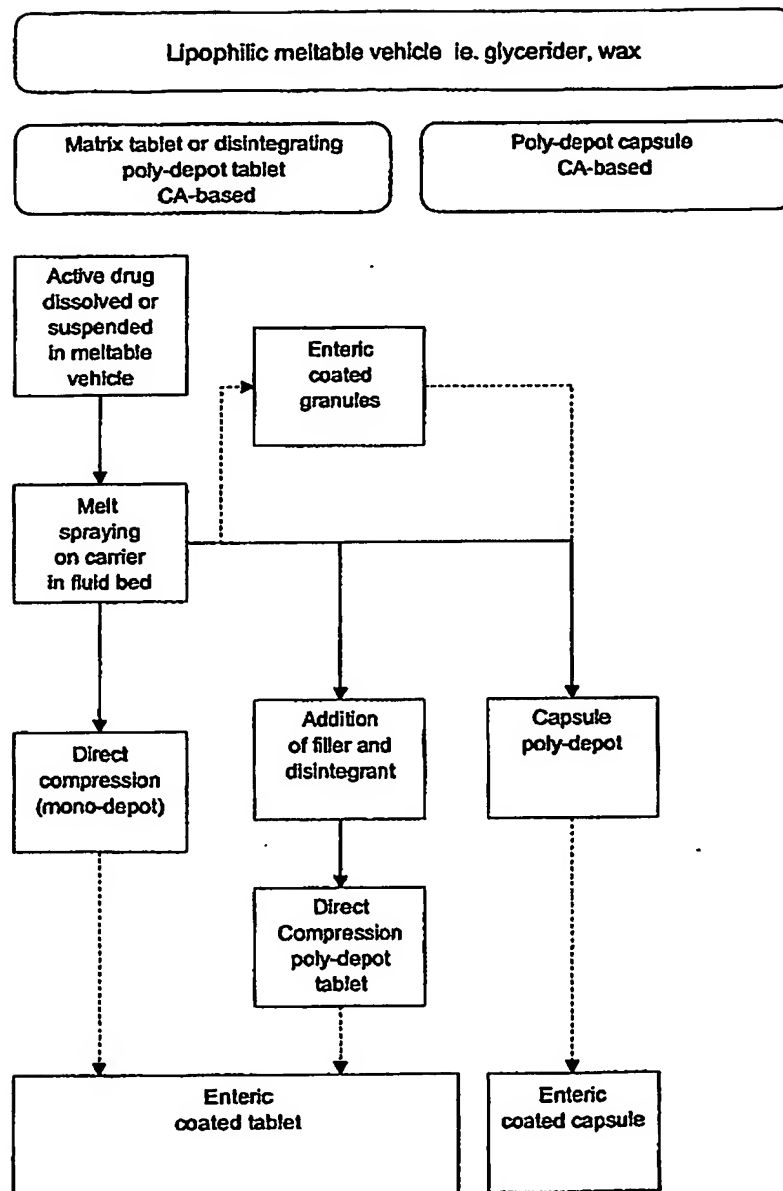 Lipophilic meltable vehicle ie. glycerider, wax
Matrix tablet or disintegrating
poly-depot tablet
CA-based
Poly-depot capsule
CA-based
Active drug
dissolved or
suspended
in meltable
vehicle
Enteric
coated
granules
Melt
spraying
on carrier
in fluid bed
Direct
compression
(mono-depot)
Addition
of filler and
disintegrant
Capsule
poly-depot
Direct
Compression
poly-depot
tablet
Enteric
coated tablet
Enteric
coated capsule